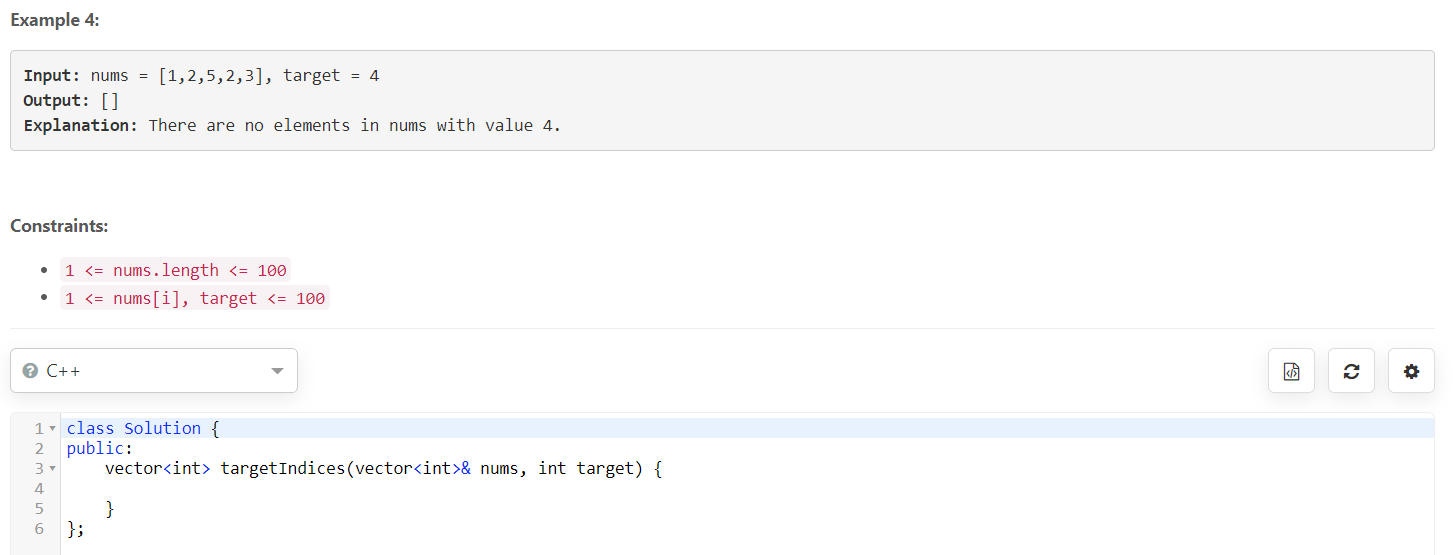 Example 4:
Input: nums = [1,2,5,2,3], target = 4
Output: []
Explanation: There are no elements in nums with value 4.
Constraints:
• 1 <= nums.length <= 100
• 1 <= nums[i], target <= 100
? C++
1 class Solution {
2 public:
3     vector<int> targetIndices(vector<int>& nums, int target) {
4
5     }
6 };